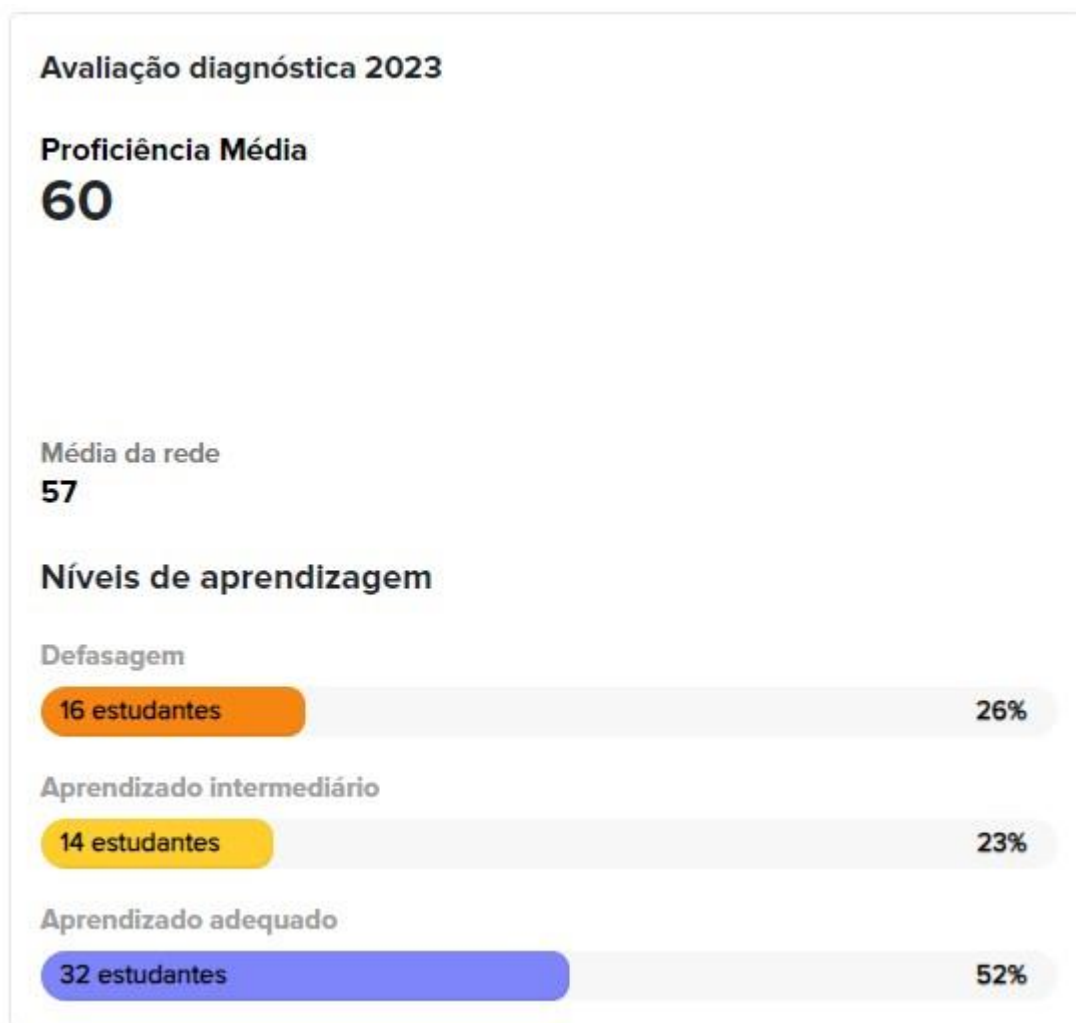 Avaliação diagnóstica 2023
Proficiência Média
60
Média da rede
57
Níveis de aprendizagem
Defasagem
16 estudantes 26%
Aprendizado intermediário
14 estudantes 23%
Aprendizado adequado
32 estudantes 52%